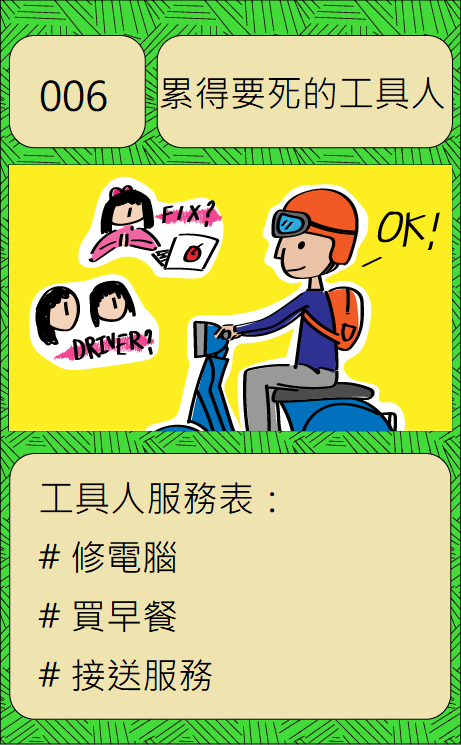 006
累得要死的工具人
FIX?
OK!
DRIVER?
工具人服務表：
# 修電腦
# 買早餐
# 接送服務